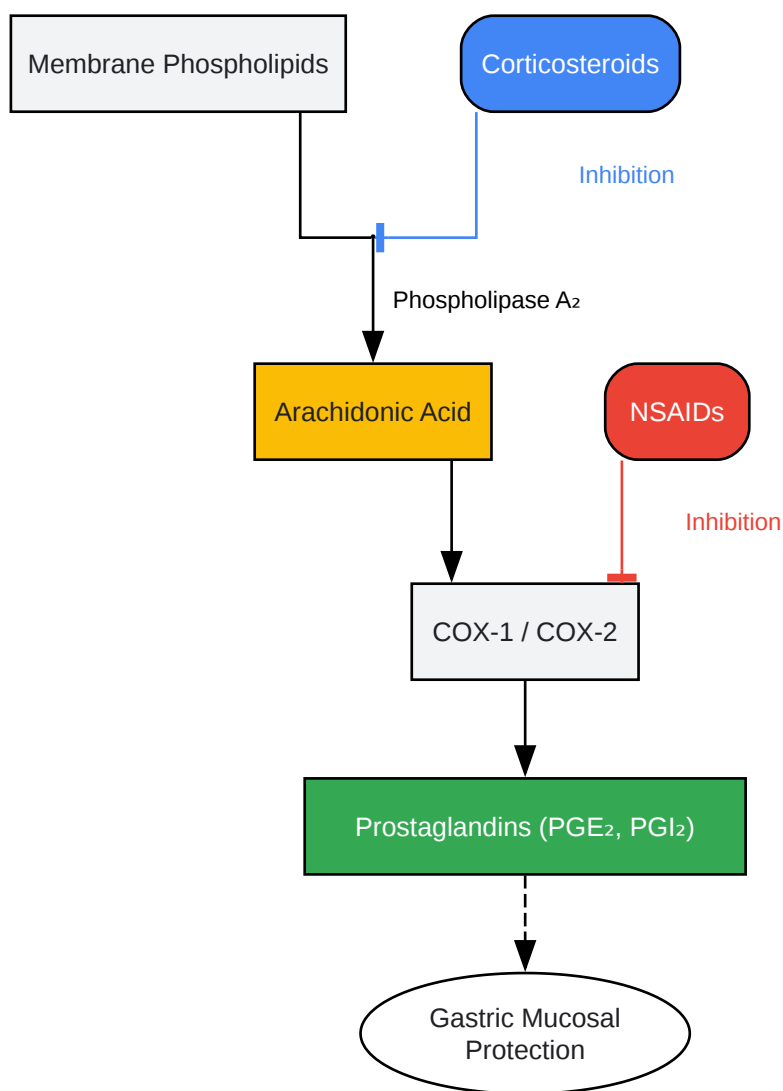 Membrane Phospholipids
Corticosteroids
Inhibition
Phospholipase A₂
Arachidonic Acid
NSAIDs
Inhibition
COX-1 / COX-2
Prostaglandins (PGE₂, PGI₂)
Gastric Mucosal
Protection